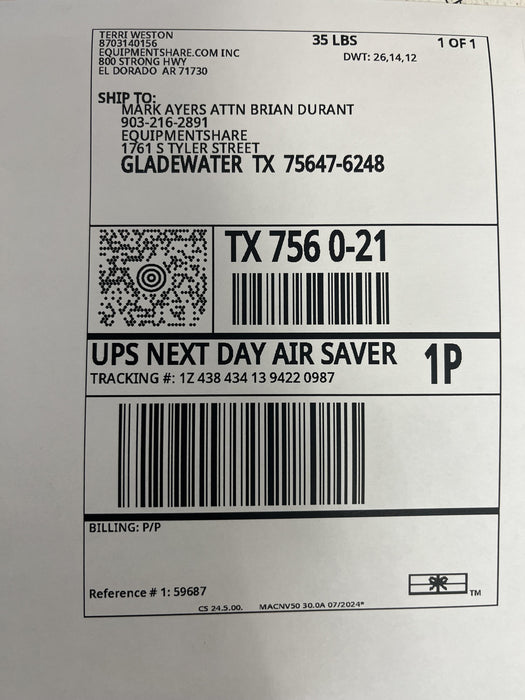 TERRI WESTON
8703140156
EQUIPMENTSHARE.COM INC
800 STRONG HWY
EL DORADO AR 71730
35 LBS
1 OF 1
DWT: 26,14,12
SHIP TO:
MARK AYERS ATTN BRIAN DURANT
903-216-2891
EQUIPMENTSHARE
1761 S TYLER STREET
GLADEWATER TX 75647-6248
TX 756 0-21
UPS NEXT DAY AIR SAVER
1P
TRACKING #: 1Z 438 434 13 9422 0987
BILLING: P/P
Reference # 1: 59687
TM
CS 24.5.00. MACNV50 30.0A 07/2024*